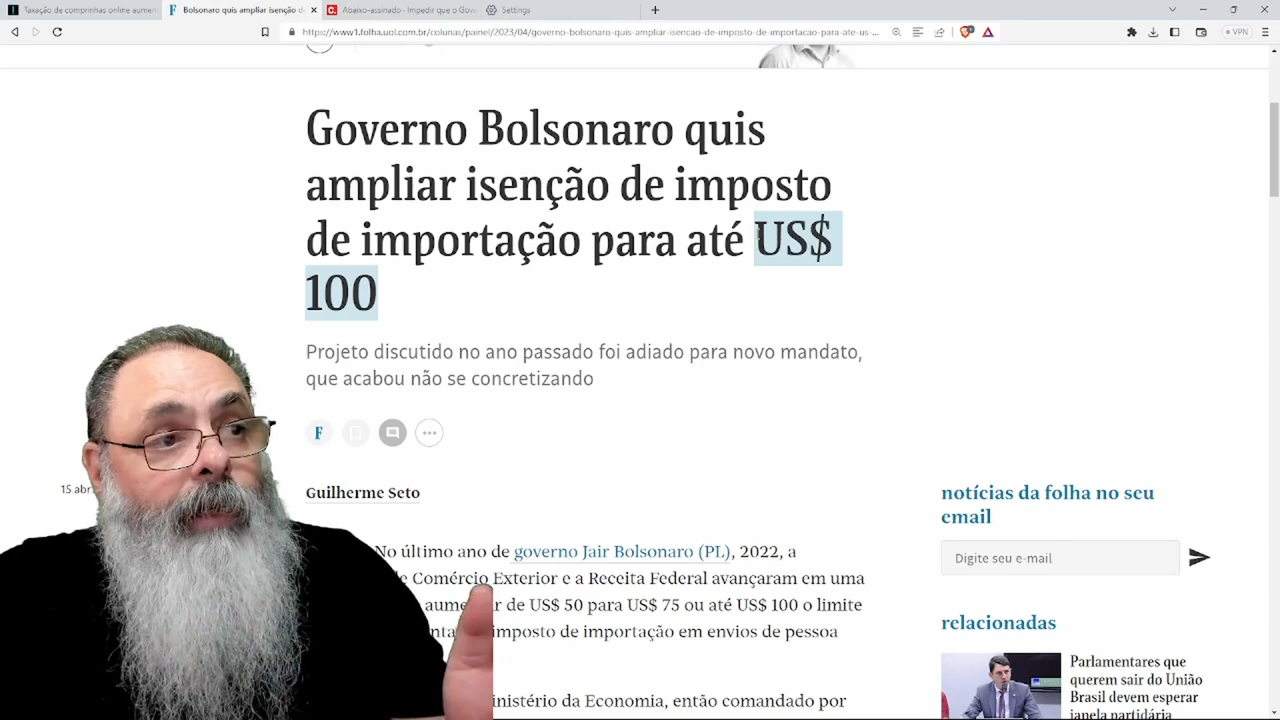 Taxação de comprinhas online aumen
Bolsonaro quis ampliar isenção de
Abaixo-assinado - Impedir que o Gov
Settings
https://www1.folha.uol.com.br/colunas/painel/2023/04/governo-bolsonaro-quis-ampliar-isencao-de-imposto-de-importacao-para-ate-us-...
VPN
Governo Bolsonaro quis
ampliar isenção de imposto
de importação para até US$
100
Projeto discutido no ano passado foi adiado para novo mandato,
que acabou não se concretizando
F
15 abr
Guilherme Seto
No último ano de governo Jair Bolsonaro (PL), 2022, a
de Comércio Exterior e a Receita Federal avançaram em uma
de US$ 50 para US$ 75 ou até US$ 100 o limite
imposto de importação em envios de pessoa
ministério da Economia, então comandado por
notícias da folha no seu
email
Digite seu e-mail
relacionadas
Parlamentares que
querem sair do União
Brasil devem esperar
janela partidária